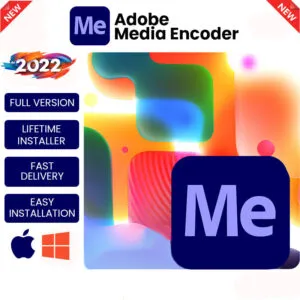 NEW
NEW
Me
Adobe
Media Encoder
2022
FULL VERSION
LIFETIME
INSTALLER
FAST
DELIVERY
EASY
INSTALLATION
Me